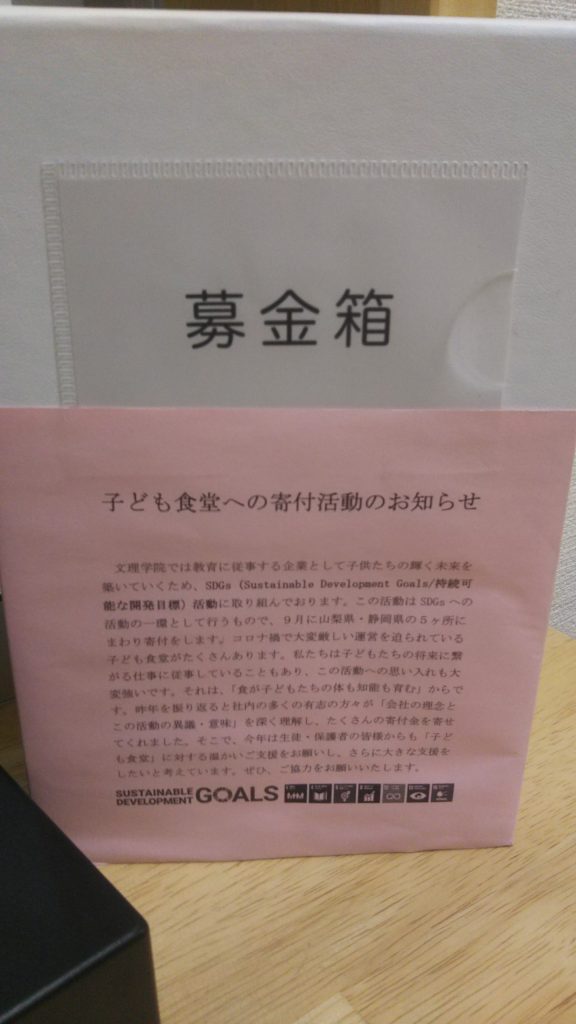 募金箱
子ども食堂への寄付活動のお知らせ
文理学院では教育に従事する企業として子供たちの輝く未来を
築いていくため、SDGs (Sustainable Development Goals/持続可
能な開発目標) 活動に取り組んでおります。この活動は SDGs への
活動の一環として行うもので、９月に山梨県・静岡県の５ヶ所に
まわり寄付をします。コロナ禍で大変厳しい運営を迫られている
子ども食堂がたくさんあります。私たちは子どもたちの将来に繋
がる仕事に従事していることもあり、この活動への思い入れも大
変強いです。それは、「食が子どもたちの体も知能も育む」からで
す。昨年を振り返ると社内の多くの有志の方々が「会社の理念と
この活動の異議・意味」を深く理解し、たくさんの寄付金を寄せ
てくれました。そこで、今年は生徒・保護者の皆様からも「子ど
も食堂」に対する温かいご支援をお願いし、さらに大きな支援を
したいと考えています。ぜひ、ご協力をお願いいたします。
SUSTAINABLE
DEVELOPMENT GOALS